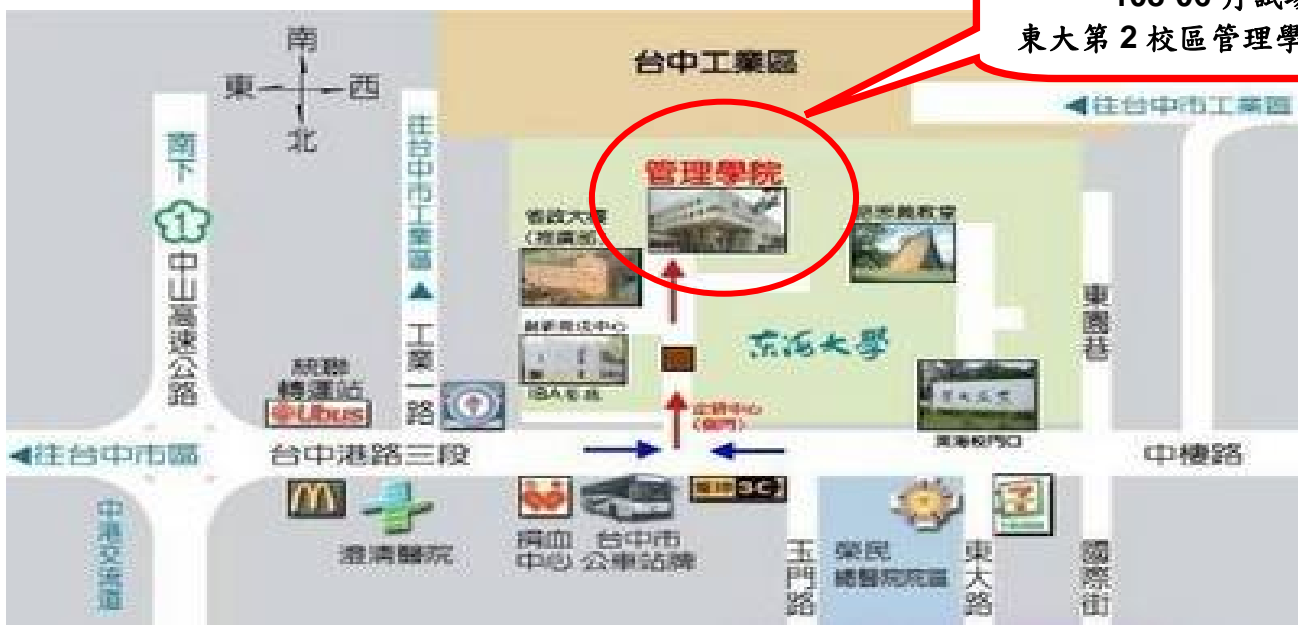 東大第2校區管理學
南
東
西
北
台中工業區
◀往台中市工業區
南下
1
中山高速公路
往台中市工業區▲
工業一路
管理學院
東海大學
東園巷
統聯
轉運站
Ubus
◀往台中市區
台中港路三段
中棲路
中港交流道
澄清醫院
捐血
中心
台中市
公車站牌
3C
玉門路
榮民
總醫院院區
東大路
國際街